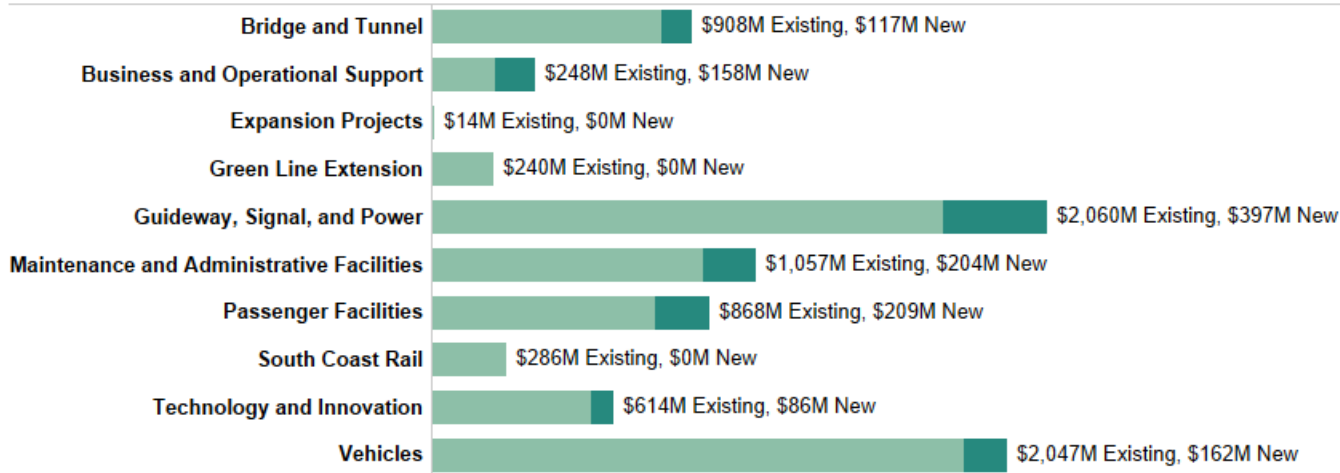 Bridge and Tunnel $908M Existing, $117M New
Business and Operational Support $248M Existing, $158M New
Expansion Projects $14M Existing, $0M New
Green Line Extension $240M Existing, $0M New
Guideway, Signal, and Power $2,060M Existing, $397M New
Maintenance and Administrative Facilities $1,057M Existing, $204M New
Passenger Facilities $868M Existing, $209M New
South Coast Rail $286M Existing, $0M New
Technology and Innovation $614M Existing, $86M New
Vehicles $2,047M Existing, $162M New